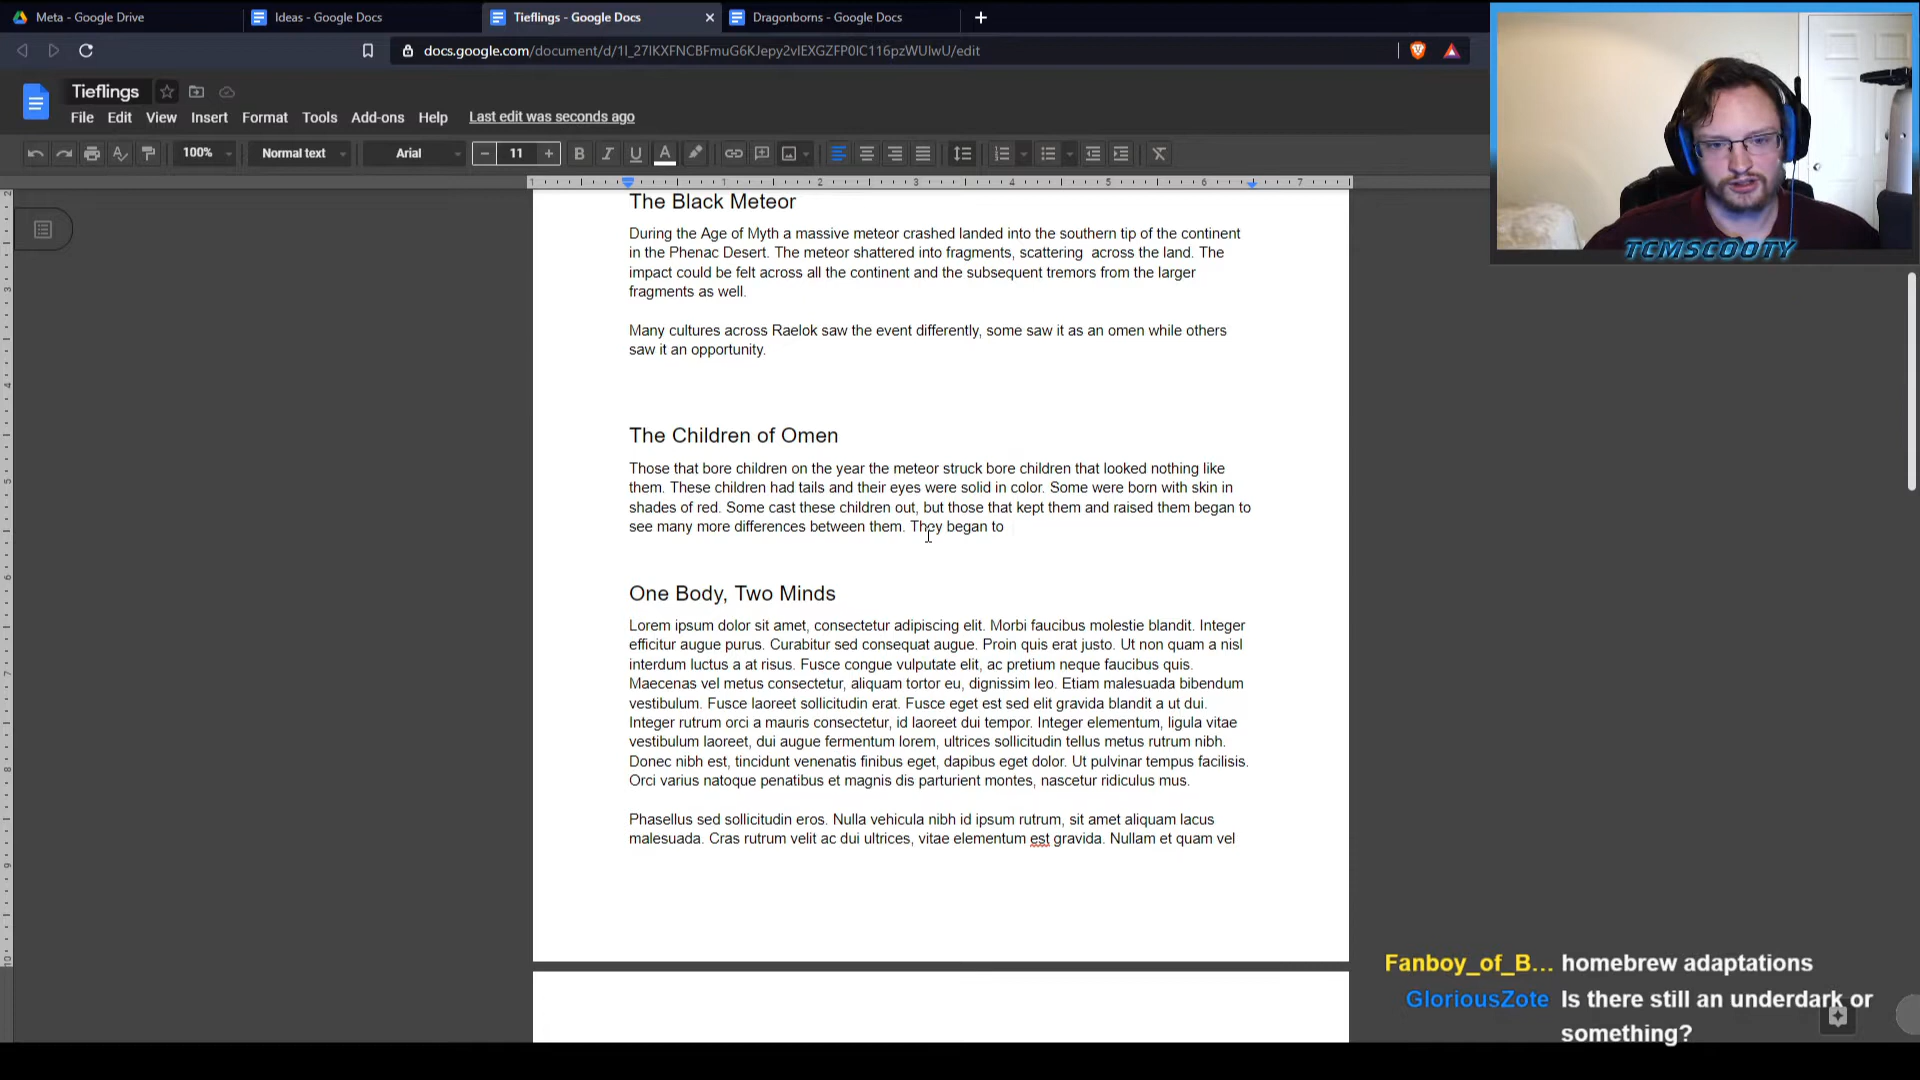 Meta - Google Drive
Ideas - Google Docs
Tieflings - Google Docs
Dragonborns - Google Docs
docs.google.com/document/d/1I_27IKXFNCBFmuG6KJepy2vIEXGZFP0IC116pzWUlwU/edit
Tieflings
File Edit View Insert Format Tools Add-ons Help Last edit was seconds ago
100% Normal text Arial 11
TCMSCOOTY
The Black Meteor
During the Age of Myth a massive meteor crashed landed into the southern tip of the continent
in the Phenac Desert. The meteor shattered into fragments, scattering  across the land. The
impact could be felt across all the continent and the subsequent tremors from the larger
fragments as well.
Many cultures across Raelok saw the event differently, some saw it as an omen while others
saw it an opportunity.
The Children of Omen
Those that bore children on the year the meteor struck bore children that looked nothing like
them. These children had tails and their eyes were solid in color. Some were born with skin in
shades of red. Some cast these children out, but those that kept them and raised them began to
see many more differences between them. They began to
One Body, Two Minds
Lorem ipsum dolor sit amet, consectetur adipiscing elit. Morbi faucibus molestie blandit. Integer
efficitur augue purus. Curabitur sed consequat augue. Proin quis erat justo. Ut non quam a nisl
interdum luctus a at risus. Fusce congue vulputate elit, ac pretium neque faucibus quis.
Maecenas vel metus consectetur, aliquam tortor eu, dignissim leo. Etiam malesuada bibendum
vestibulum. Fusce laoreet sollicitudin erat. Fusce eget est sed elit gravida blandit a ut dui.
Integer rutrum orci a mauris consectetur, id laoreet dui tempor. Integer elementum, ligula vitae
vestibulum laoreet, dui augue fermentum lorem, ultrices sollicitudin tellus metus rutrum nibh.
Donec nibh est, tincidunt venenatis finibus eget, dapibus eget dolor. Ut pulvinar tempus facilisis.
Orci varius natoque penatibus et magnis dis parturient montes, nascetur ridiculus mus.
Phasellus sed sollicitudin eros. Nulla vehicula nibh id ipsum rutrum, sit amet aliquam lacus
malesuada. Cras rutrum velit ac dui ultrices, vitae elementum est gravida. Nullam et quam vel
Fanboy_of_B... homebrew adaptations
GloriousZote Is there still an underdark or
something?